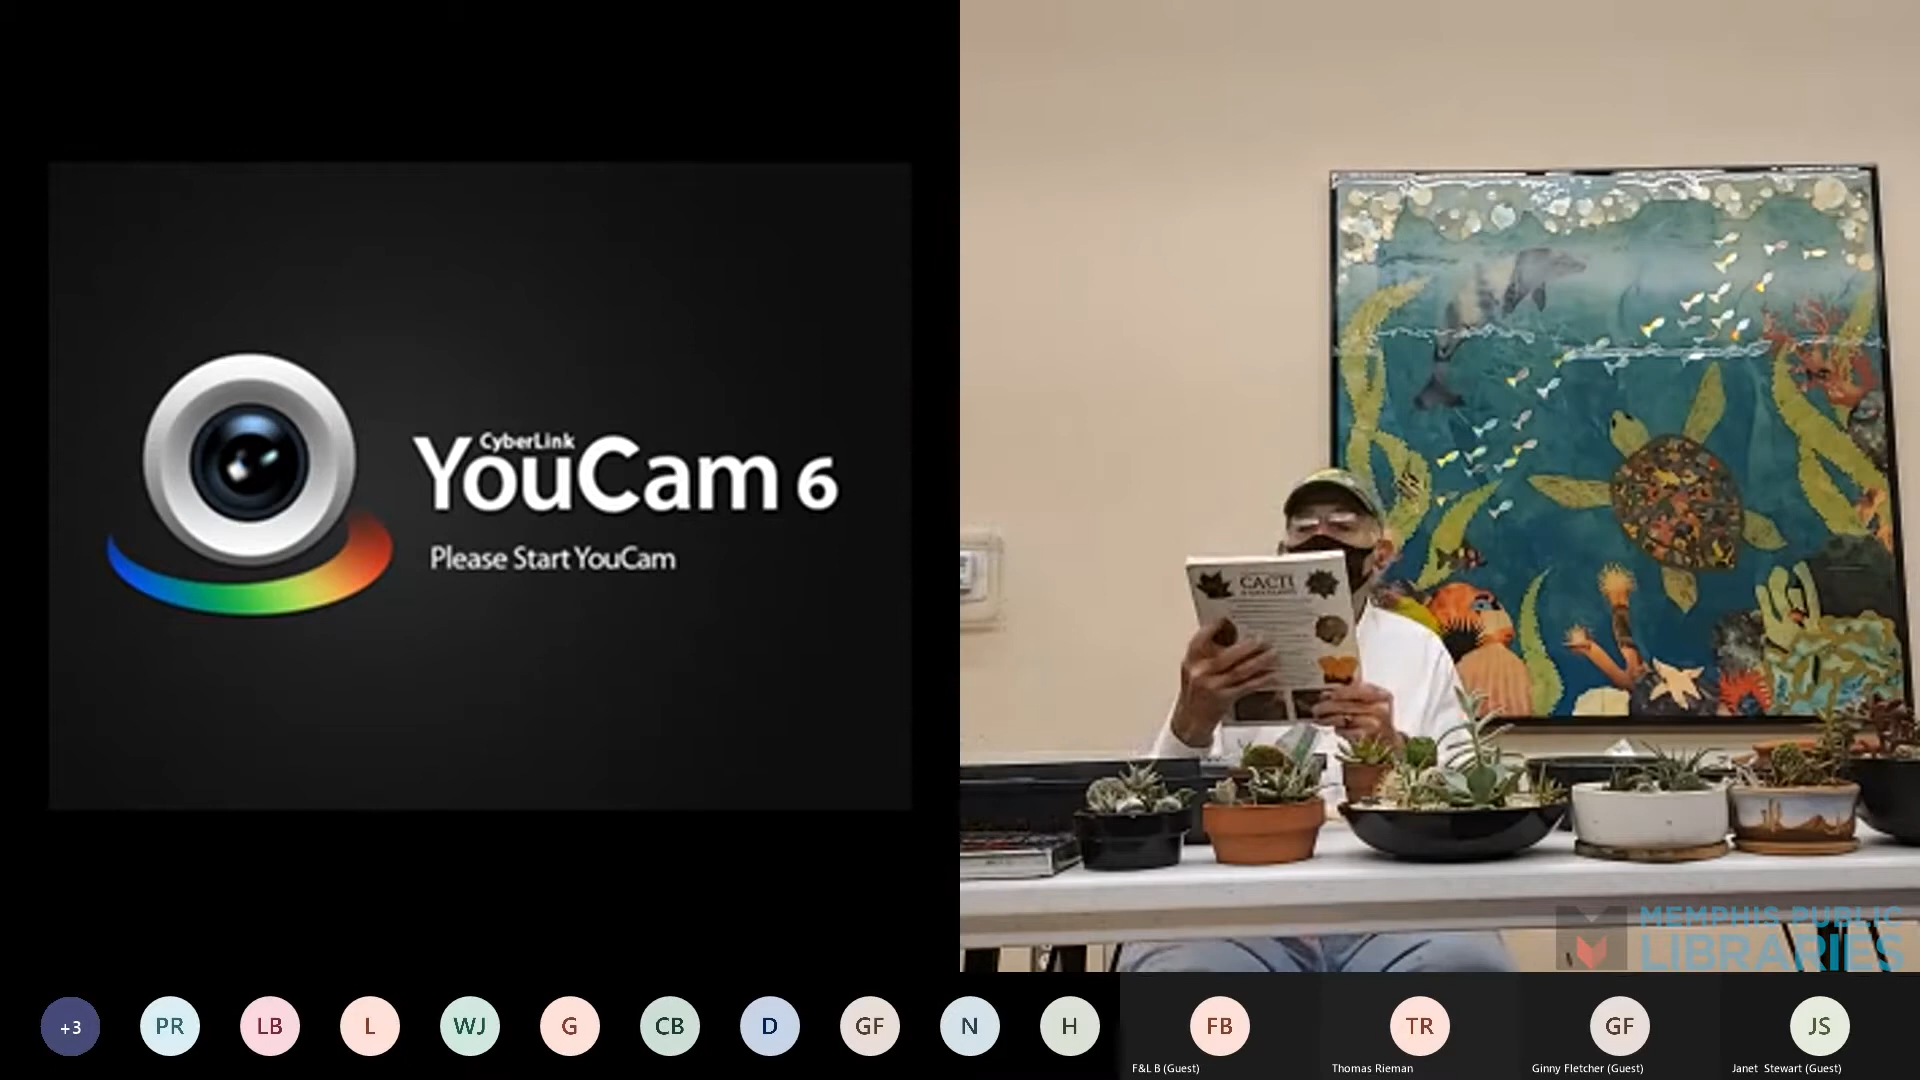 CyberLink
YouCam 6
Please Start YouCam
CACTI
MEMPHIS PUBLIC
LIBRARIES
+3
PR
LB
L
WJ
G
CB
D
GF
N
H
FB
TR
GF
JS
F&L B (Guest)
Thomas Rieman
Ginny Fletcher (Guest)
Janet Stewart (Guest)